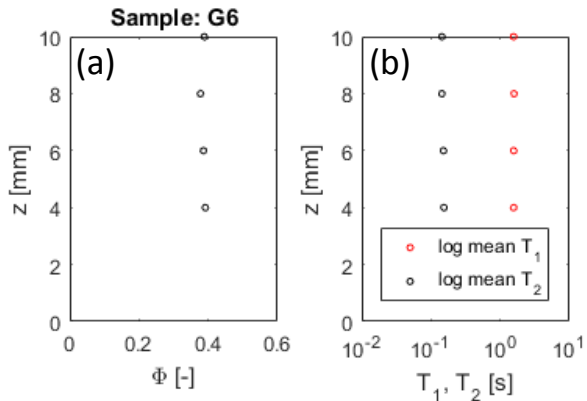 Sample: G6
(a)
10
8
6
4
2
0
z [mm]
0 0.2 0.4 0.6
Φ [-]
(b)
10
8
6
4
2
0
z [mm]
log mean T₁
log mean T₂
10⁻² 10⁻¹ 10⁰ 10¹
T₁, T₂ [s]